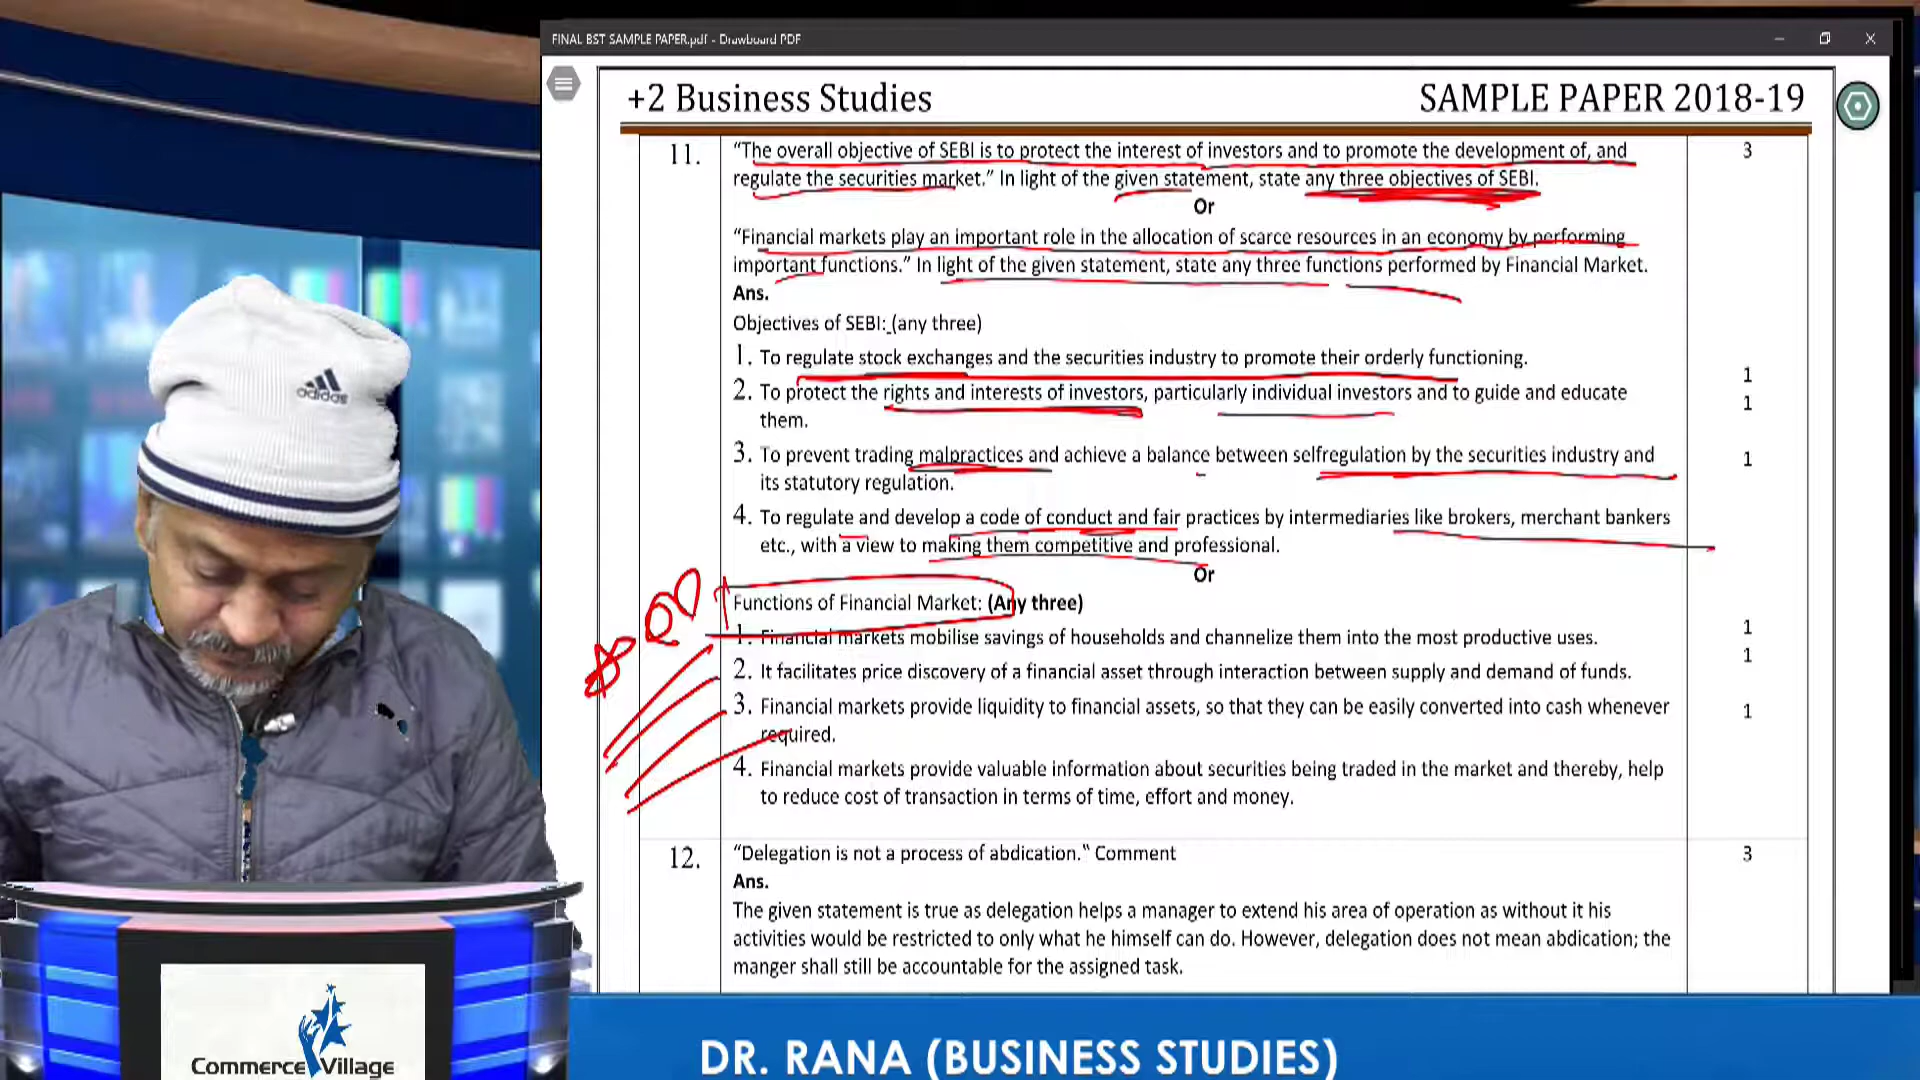 FINAL BST SAMPLE PAPER.pdf - Drawboard PDF
+2 Business Studies
SAMPLE PAPER 2018-19
11.
“The overall objective of SEBI is to protect the interest of investors and to promote the development of, and
3
regulate the securities market.” In light of the given statement, state any three objectives of SEBI.
Or
“Financial markets play an important role in the allocation of scarce resources in an economy by performing
important functions.” In light of the given statement, state any three functions performed by Financial Market.
Ans.
Objectives of SEBI: (any three)
1. To regulate stock exchanges and the securities industry to promote their orderly functioning.
1
2. To protect the rights and interests of investors, particularly individual investors and to guide and educate
1
them.
3. To prevent trading malpractices and achieve a balance between selfregulation by the securities industry and
1
its statutory regulation.
4. To regulate and develop a code of conduct and fair practices by intermediaries like brokers, merchant bankers
etc., with a view to making them competitive and professional.
Or
Functions of Financial Market: (Any three)
1. Financial markets mobilise savings of households and channelize them into the most productive uses.
1
2. It facilitates price discovery of a financial asset through interaction between supply and demand of funds.
1
3. Financial markets provide liquidity to financial assets, so that they can be easily converted into cash whenever
1
required.
4. Financial markets provide valuable information about securities being traded in the market and thereby, help
to reduce cost of transaction in terms of time, effort and money.
12.
“Delegation is not a process of abdication.“ Comment
3
Ans.
The given statement is true as delegation helps a manager to extend his area of operation as without it his
activities would be restricted to only what he himself can do. However, delegation does not mean abdication; the
manger shall still be accountable for the assigned task.
adidas
Commerce Village
DR. RANA (BUSINESS STUDIES)